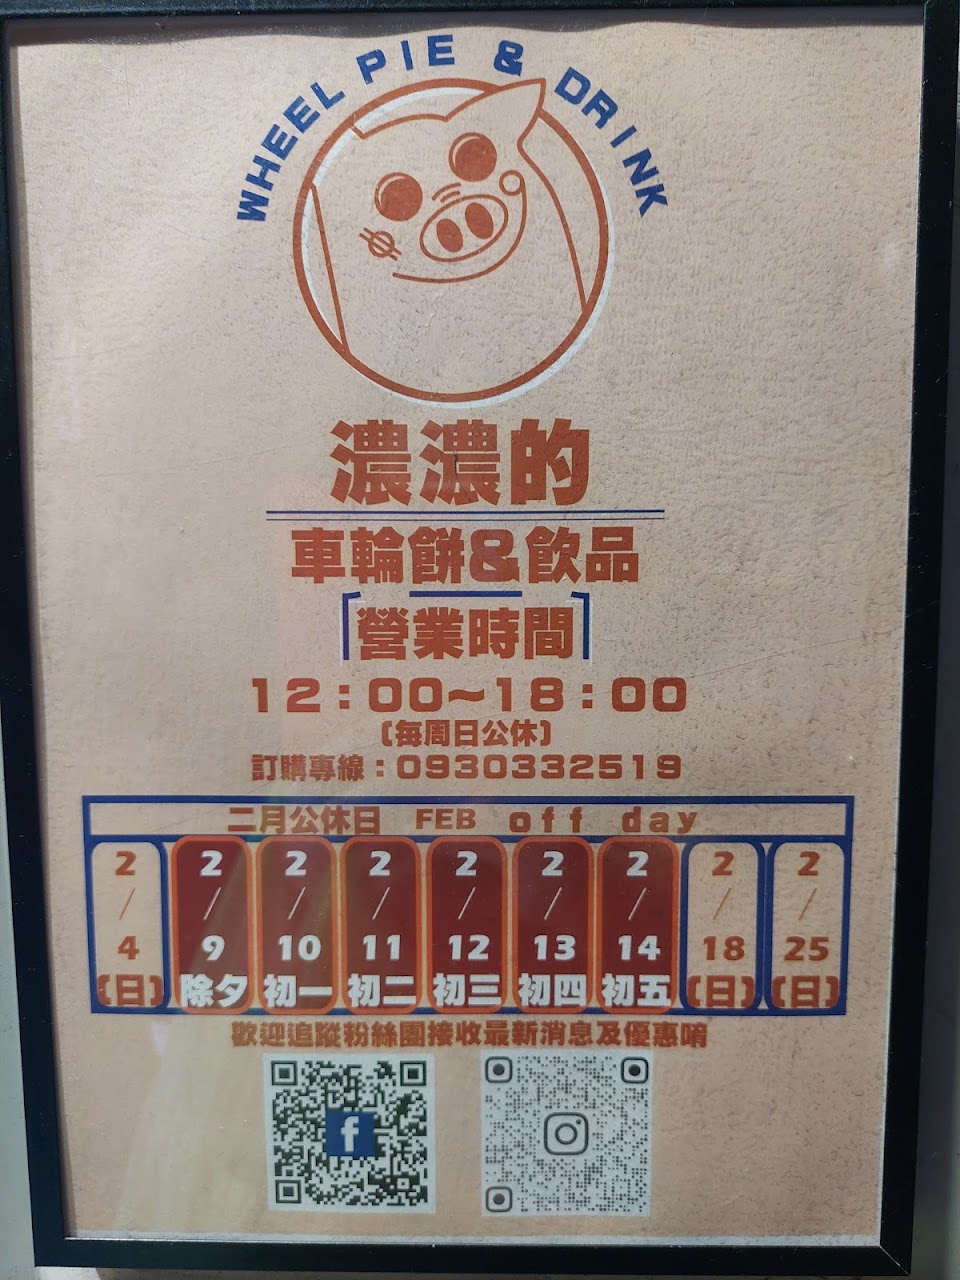 WHEEL PIE & DRINK
濃濃的
車輪餅&飲品
營業時間
12:00~18:00
(每周日公休)
訂購專線:0930332519
二月公休日 FEB off day
2/4 (日)
2/9 除夕
2/10 初一
2/11 初二
2/12 初三
2/13 初四
2/14 初五
2/18 (日)
2/25 (日)
歡迎追蹤粉絲團接收最新消息及優惠唷
f